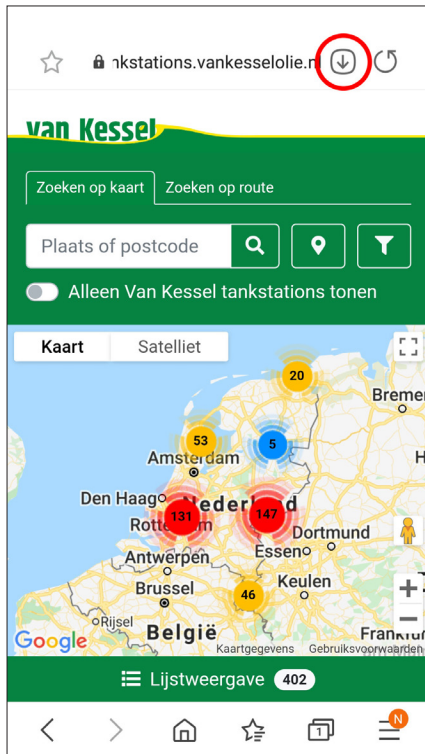 nkstations.vankesselolie.n
van Kessel
Zoeken op kaart Zoeken op route
Plaats of postcode
Alleen Van Kessel tankstations tonen
Kaart Satelliet
20
Bremen
53
5
Amsterdam
H
Den Haag
Nederland
131
147
Rotterdam
Dortmund
Essen
Antwerpen
Brussel
Keulen
46
Rijsel
België
Frankfur
Google
Kaartgegevens Gebruiksvoorwaarden
Lijstweergave 402
1
N